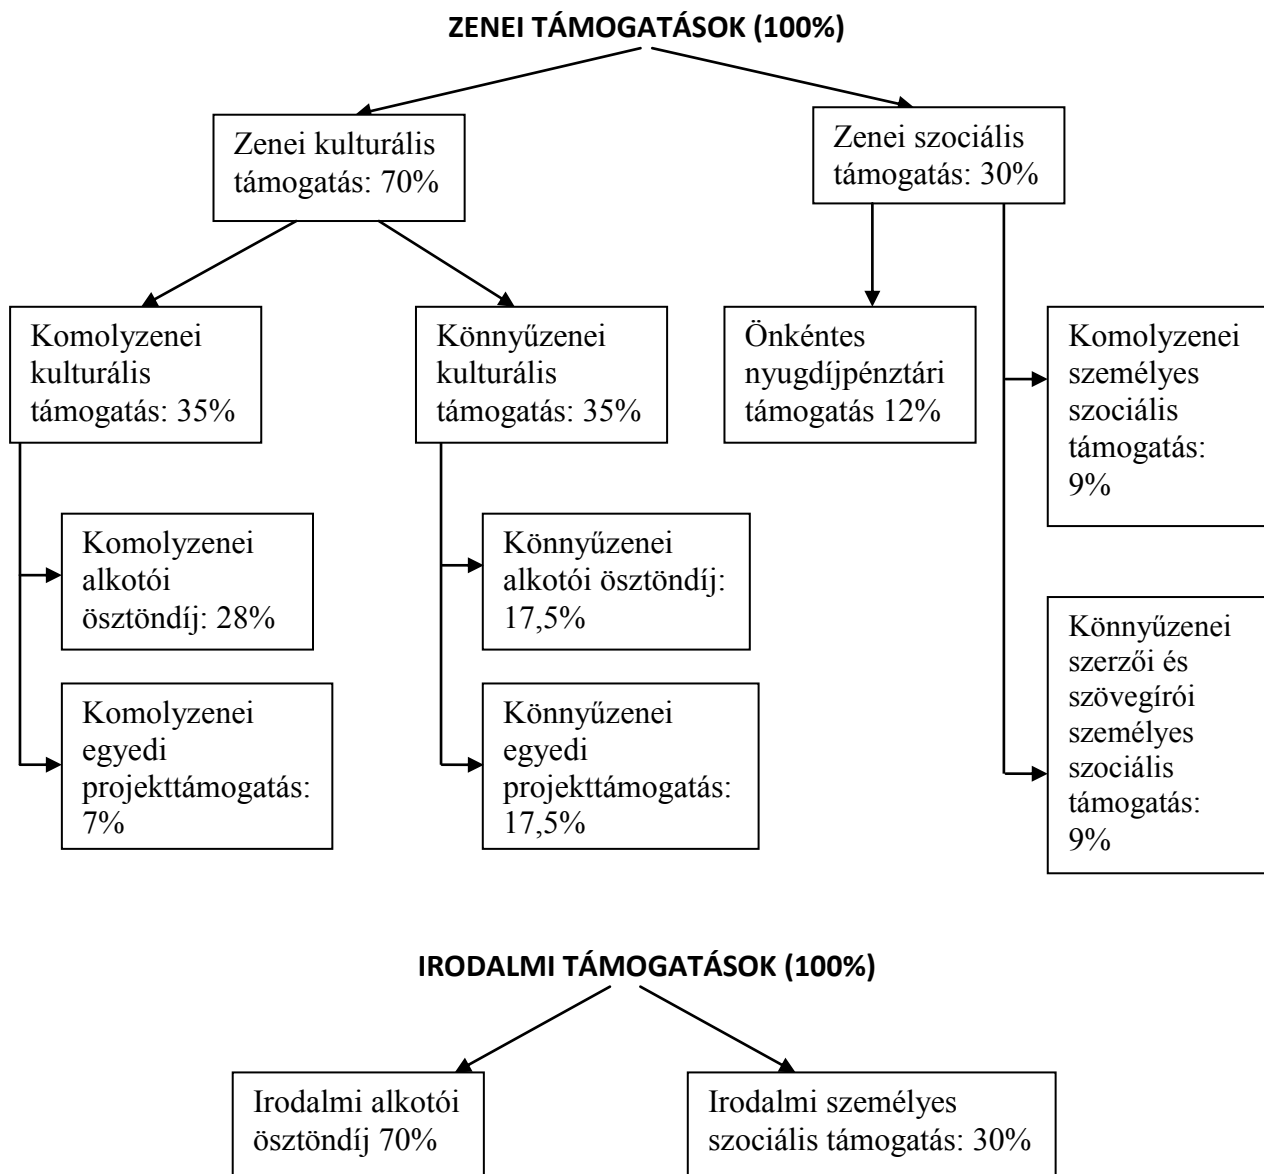 ZENEI TÁMOGATÁSOK (100%)
Zenei kulturális
támogatás: 70%
Zenei szociális
támogatás: 30%
Komolyzenei
kulturális
támogatás: 35%
Könnyűzenei
kulturális
támogatás: 35%
Önkéntes
nyugdíjpénztári
támogatás 12%
Komolyzenei
személyes
szociális
támogatás:
9%
Komolyzenei
alkotói
ösztöndíj: 28%
Könnyűzenei
alkotói ösztöndíj:
17,5%
Könnyűzenei
szerzői és
szövegírói
személyes
szociális
támogatás:
9%
Komolyzenei
egyedi
projekttámogatás:
7%
Könnyűzenei
egyedi
projekttámogatás:
17,5%
IRODALMI TÁMOGATÁSOK (100%)
Irodalmi alkotói
ösztöndíj 70%
Irodalmi személyes
szociális támogatás: 30%